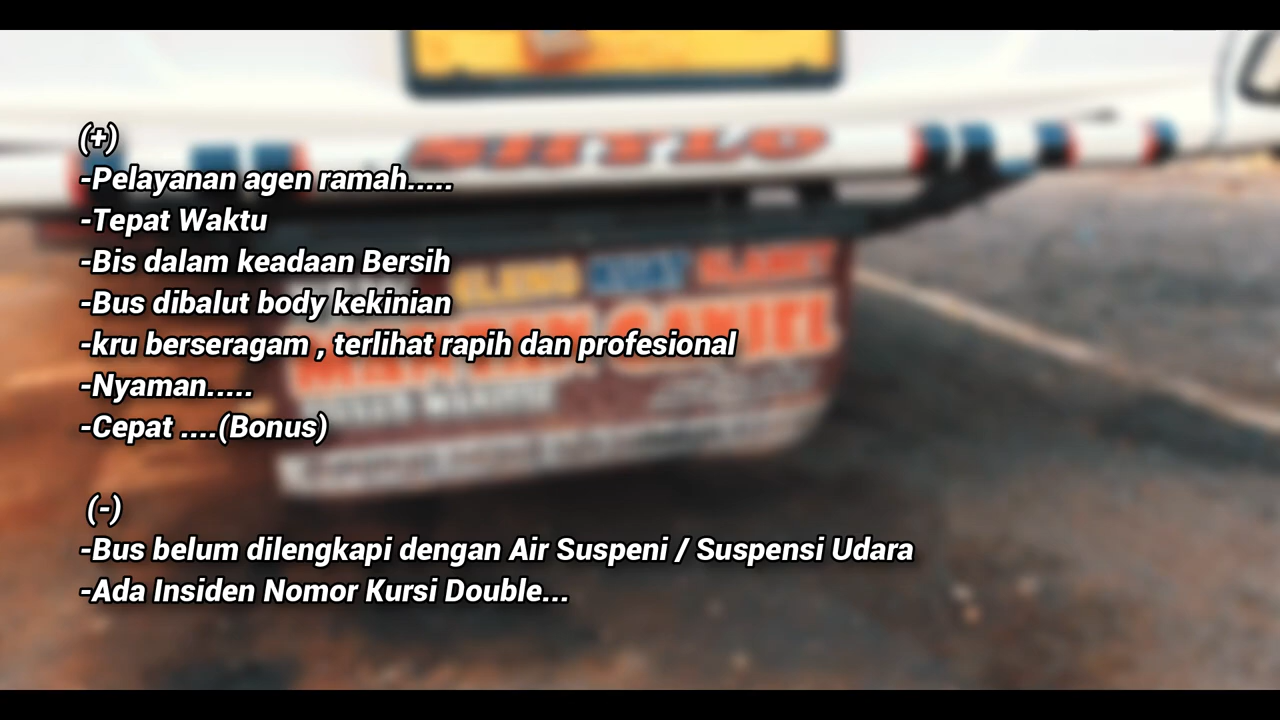 (+)
-Pelayanan agen ramah.....
-Tepat Waktu
-Bis dalam keadaan Bersih
-Bus dibalut body kekinian
-kru berseragam , terlihat rapih dan profesional
-Nyaman.....
-Cepat ....(Bonus)
(-)
-Bus belum dilengkapi dengan Air Suspeni / Suspensi Udara
-Ada Insiden Nomor Kursi Double...